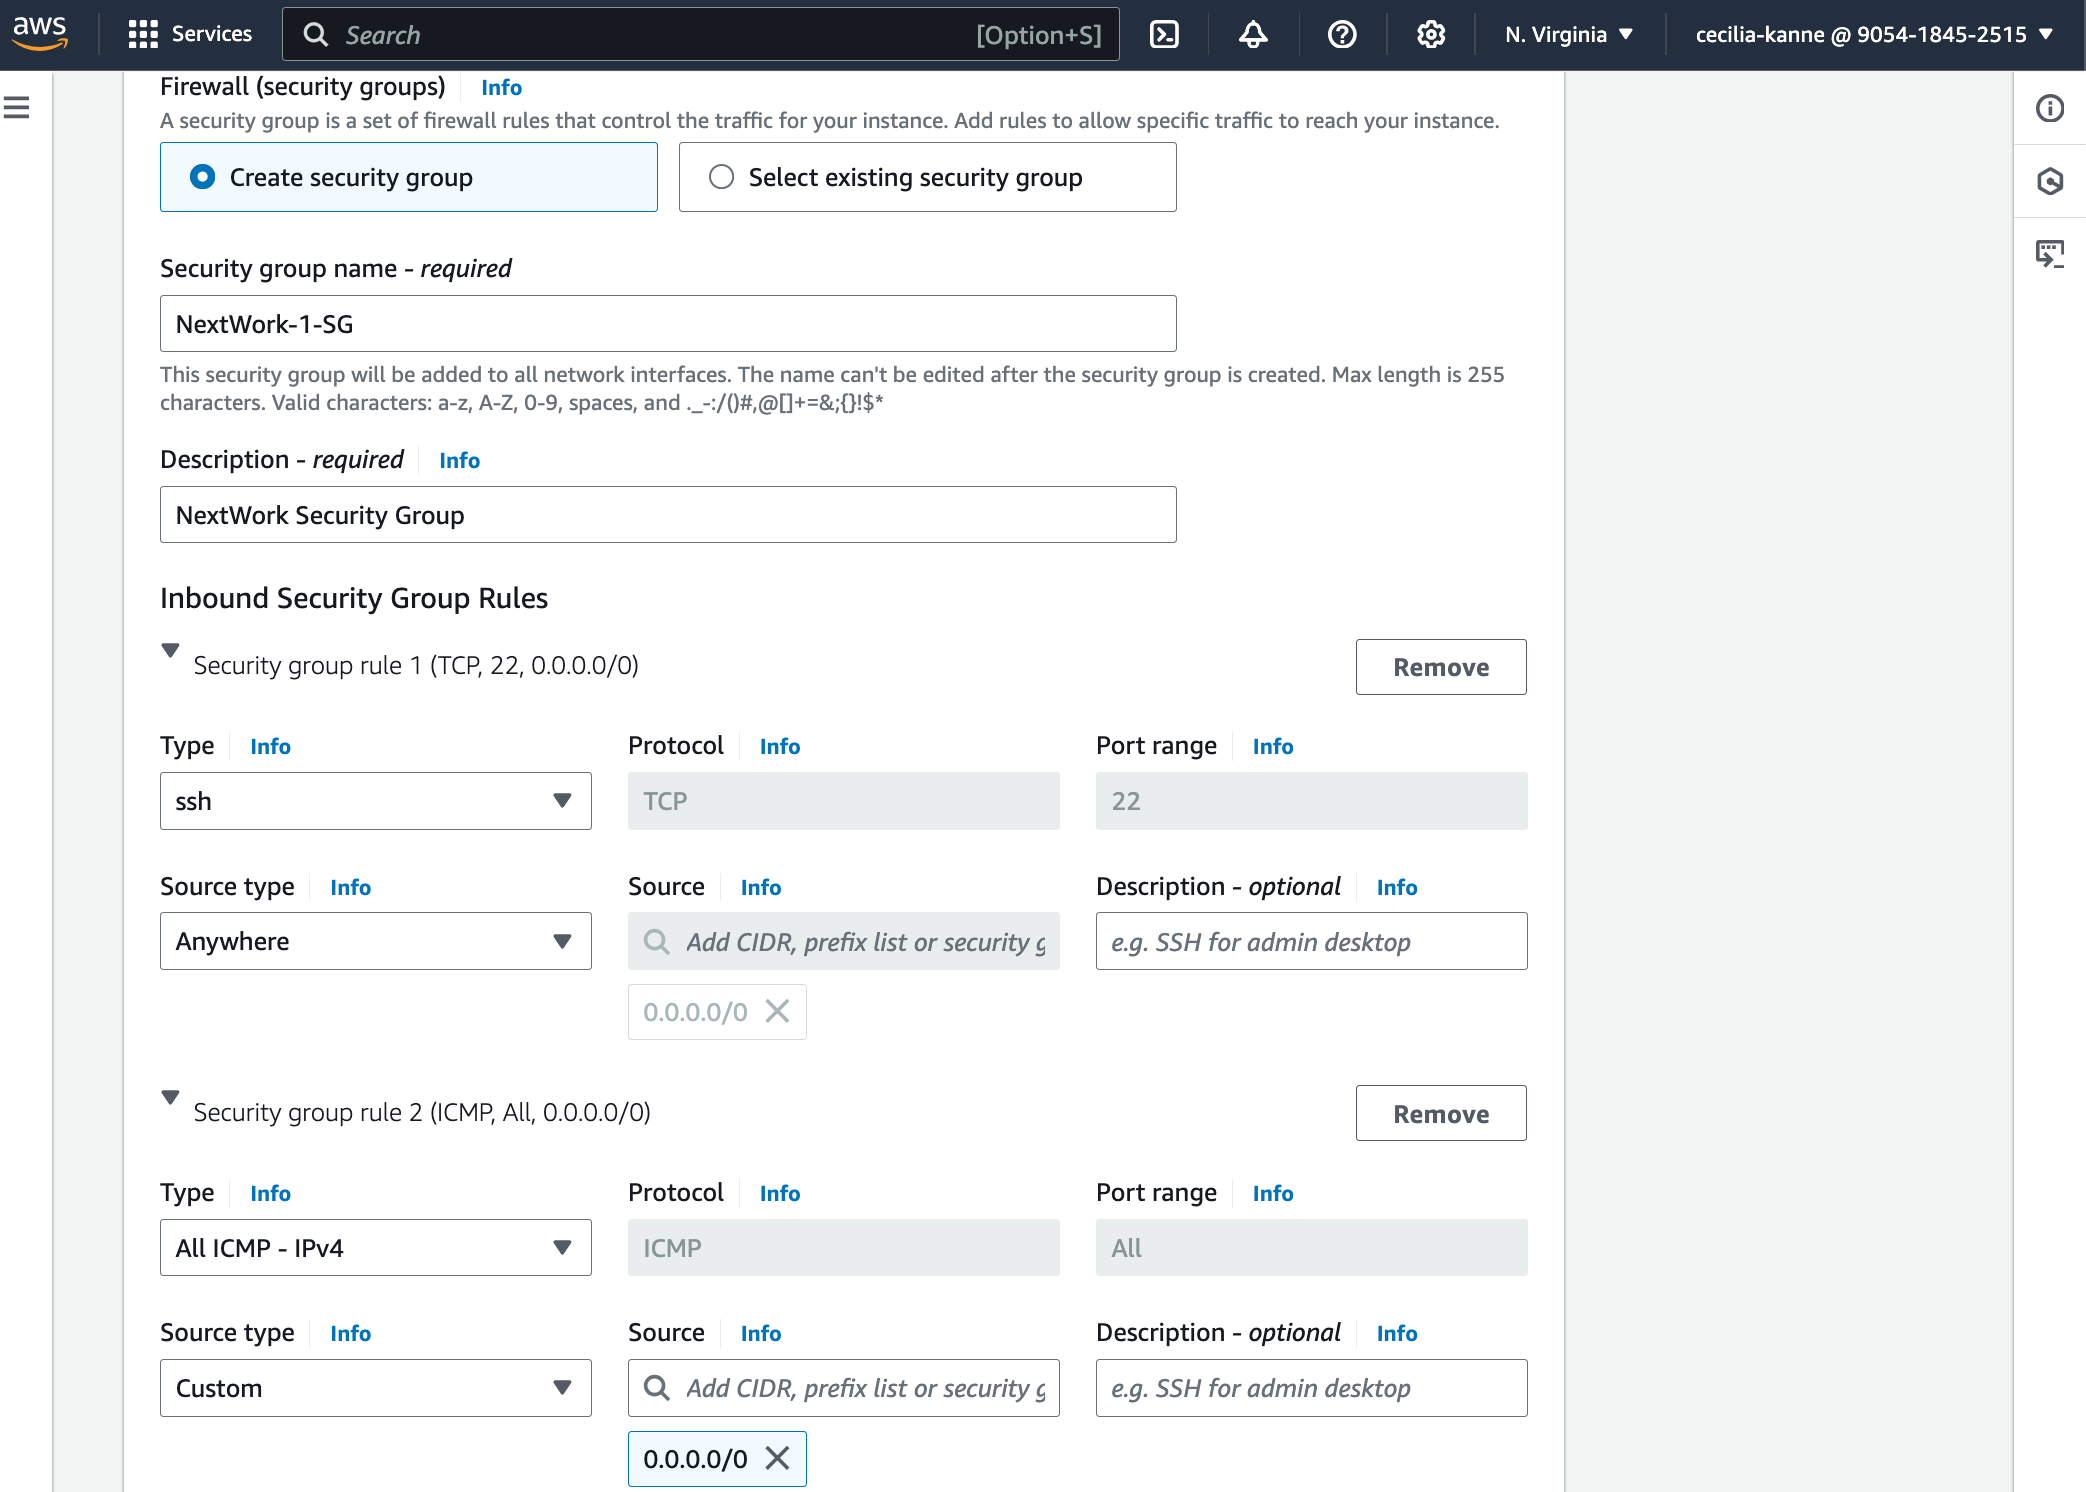 aws
Services
Search
[Option+S]
N. Virginia
cecilia-kanne @ 9054-1845-2515
Firewall (security groups)
Info
A security group is a set of firewall rules that control the traffic for your instance. Add rules to allow specific traffic to reach your instance.
Create security group
Select existing security group
Security group name - required
NextWork-1-SG
This security group will be added to all network interfaces. The name can't be edited after the security group is created. Max length is 255
characters. Valid characters: a-z, A-Z, 0-9, spaces, and ._-:/()#,@[]+=&;{}!$*
Description - required
Info
NextWork Security Group
Inbound Security Group Rules
Security group rule 1 (TCP, 22, 0.0.0.0/0)
Remove
Type
Info
Protocol
Info
Port range
Info
ssh
TCP
22
Source type
Info
Source
Info
Description - optional
Info
Anywhere
Add CIDR, prefix list or security g
e.g. SSH for admin desktop
0.0.0.0/0
Security group rule 2 (ICMP, All, 0.0.0.0/0)
Remove
Type
Info
Protocol
Info
Port range
Info
All ICMP - IPv4
ICMP
All
Source type
Info
Source
Info
Description - optional
Info
Custom
Add CIDR, prefix list or security g
e.g. SSH for admin desktop
0.0.0.0/0